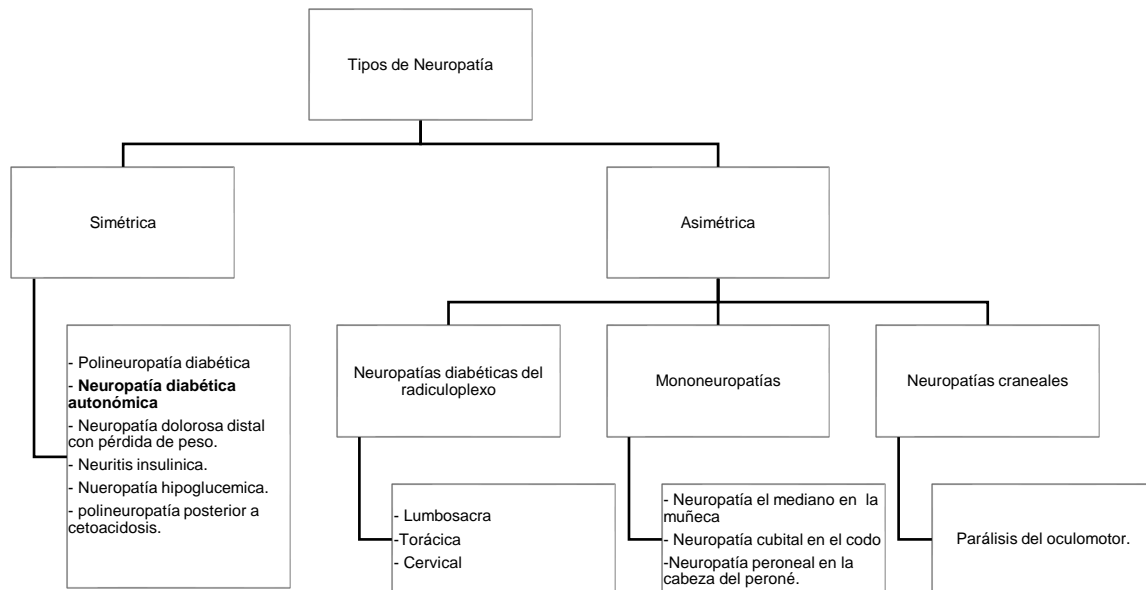 Tipos de Neuropatía
Simétrica
Asimétrica
- Polineuropatía diabética
- Neuropatía diabética
autonómica
- Neuropatía dolorosa distal
con pérdida de peso.
- Neuritis insulinica.
- Nueropatía hipoglucemica.
- polineuropatía posterior a
cetoacidosis.
Neuropatías diabéticas del
radiculoplexo
Mononeuropatías
Neuropatías craneales
- Lumbosacra
-Torácica
- Cervical
- Neuropatía el mediano en la
muñeca
- Neuropatía cubital en el codo
-Neuropatía peroneal en la
cabeza del peroné.
Parálisis del oculomotor.